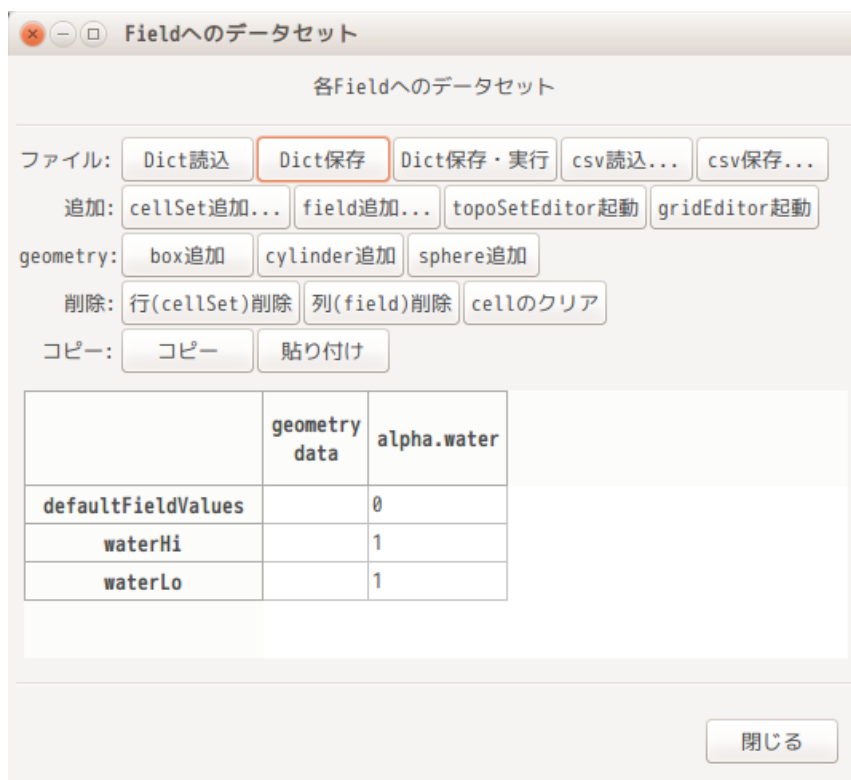 Fieldへのデータセット
各Fieldへのデータセット
ファイル: Dict読込 Dict保存 Dict保存・実行 csv読込... csv保存...
追加: cellSet追加... field追加... topoSetEditor起動 gridEditor起動
geometry: box追加 cylinder追加 sphere追加
削除: 行(cellSet)削除 列(field)削除 cellのクリア
コピー: コピー 貼り付け
geometry data alpha.water
defaultFieldValues 0
waterHi 1
waterLo 1
閉じる